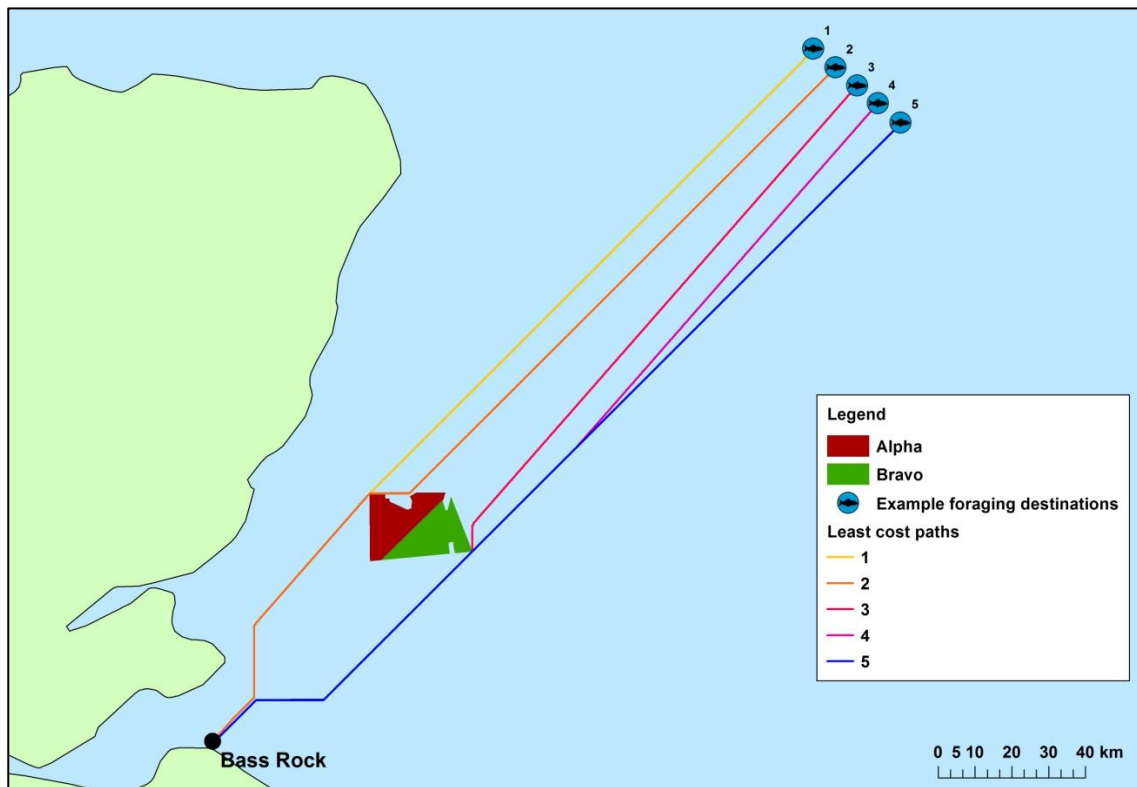 1
2
3
4
5
Legend
Alpha
Bravo
Example foraging destinations
Least cost paths
1
2
3
4
5
Bass Rock
0 5 10 20 30 40 km